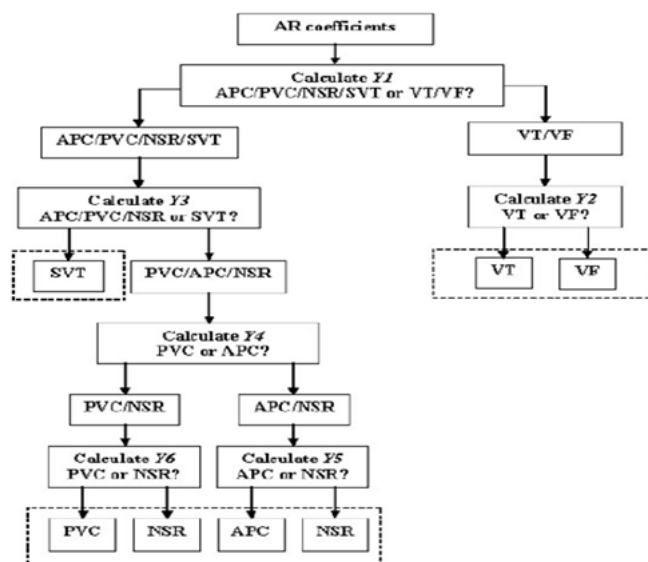 AR coefficients
Calculate Y1
APC/PVC/NSR/SVT or VT/VF?
APC/PVC/NSR/SVT
VT/VF
Calculate Y3
APC/PVC/NSR or SVT?
Calculate Y2
VT or VF?
SVT
PVC/APC/NSR
VT
VF
Calculate Y4
PVC or APC?
PVC/NSR
APC/NSR
Calculate Y6
PVC or NSR?
Calculate Y5
APC or NSR?
PVC
NSR
APC
NSR